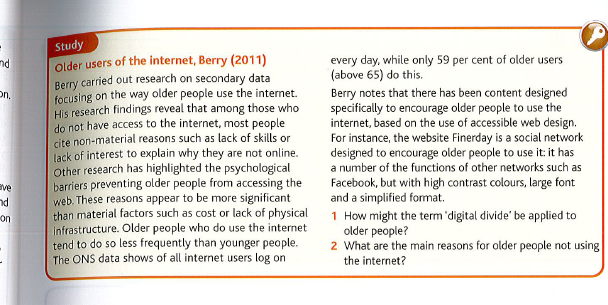 Study
Older users of the internet, Berry (2011)
Berry carried out research on secondary data
focusing on the way older people use the internet.
His research findings reveal that among those who
do not have access to the internet, most people
cite non-material reasons such as lack of skills or
lack of interest to explain why they are not online.
Other research has highlighted the psychological
barriers preventing older people from accessing the
web. These reasons appear to be more significant
than material factors such as cost or lack of physical
infrastructure. Older people who do use the internet
tend to do so less frequently than younger people.
The ONS data shows of all internet users log on
every day, while only 59 per cent of older users
(above 65) do this.
Berry notes that there has been content designed
specifically to encourage older people to use the
internet, based on the use of accessible web design.
For instance, the website Finerday is a social network
designed to encourage older people to use it: it has
a number of the functions of other networks such as
Facebook, but with high contrast colours, large font
and a simplified format.
1 How might the term 'digital divide' be applied to
older people?
2 What are the main reasons for older people not using
the internet?